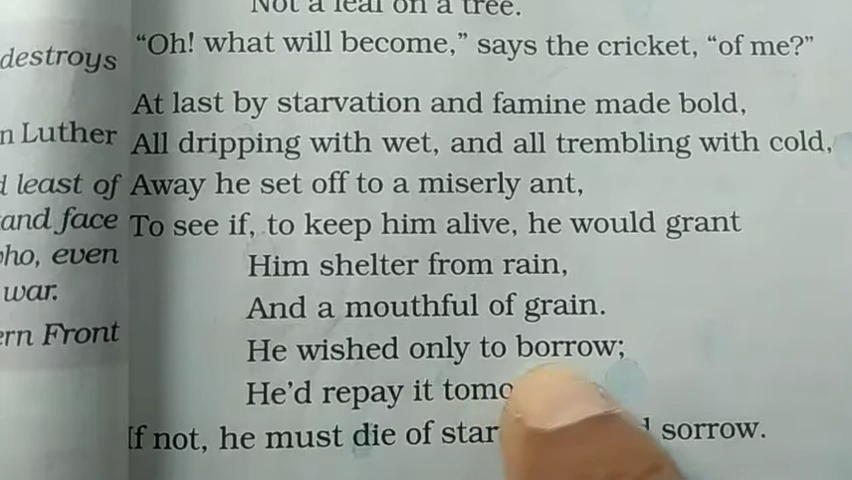 Not a leaf on a tree.
destroys
"Oh! what will become," says the cricket, "of me?"
At last by starvation and famine made bold,
n Luther
All dripping with wet, and all trembling with cold,
least of
Away he set off to a miserly ant,
and face
To see if, to keep him alive, he would grant
ho, even
Him shelter from rain,
war.
And a mouthful of grain.
rn Front
He wished only to borrow;
He'd repay it tomo
If not, he must die of star sorrow.